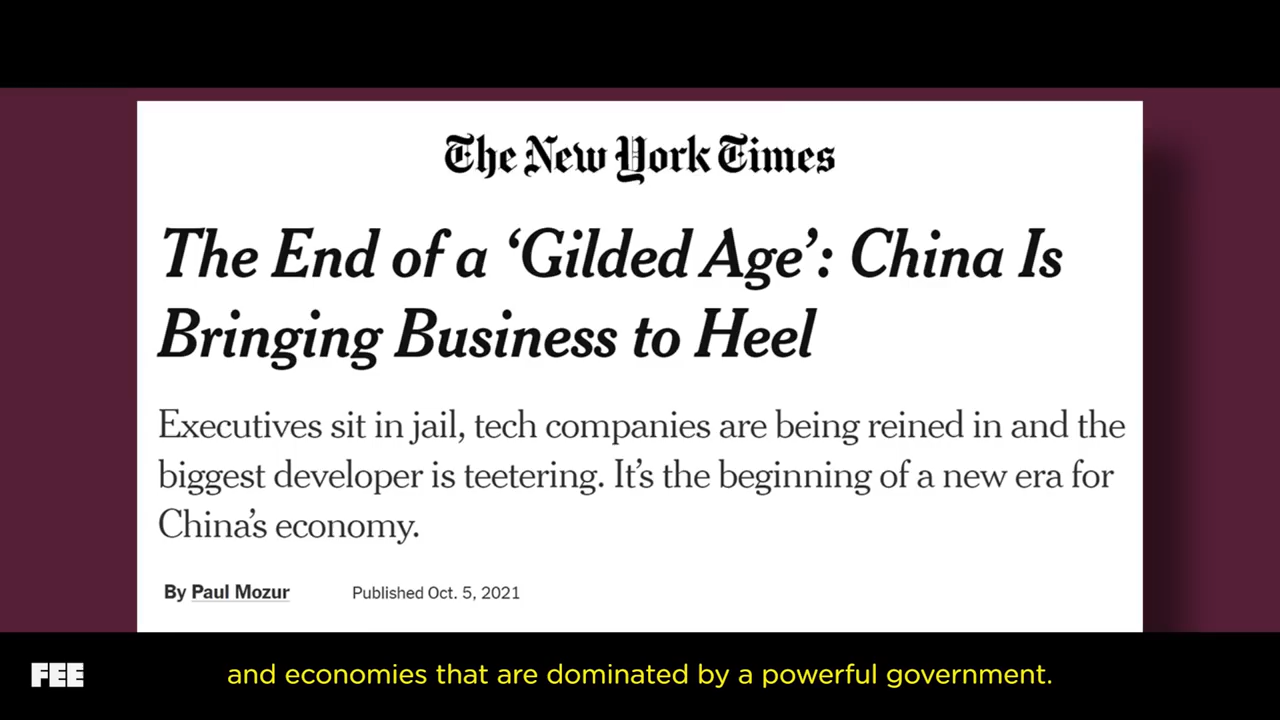 The New York Times
The End of a ‘Gilded Age’: China Is
Bringing Business to Heel
Executives sit in jail, tech companies are being reined in and the
biggest developer is teetering. It’s the beginning of a new era for
China’s economy.
By Paul Mozur Published Oct. 5, 2021
FEE and economies that are dominated by a powerful government.